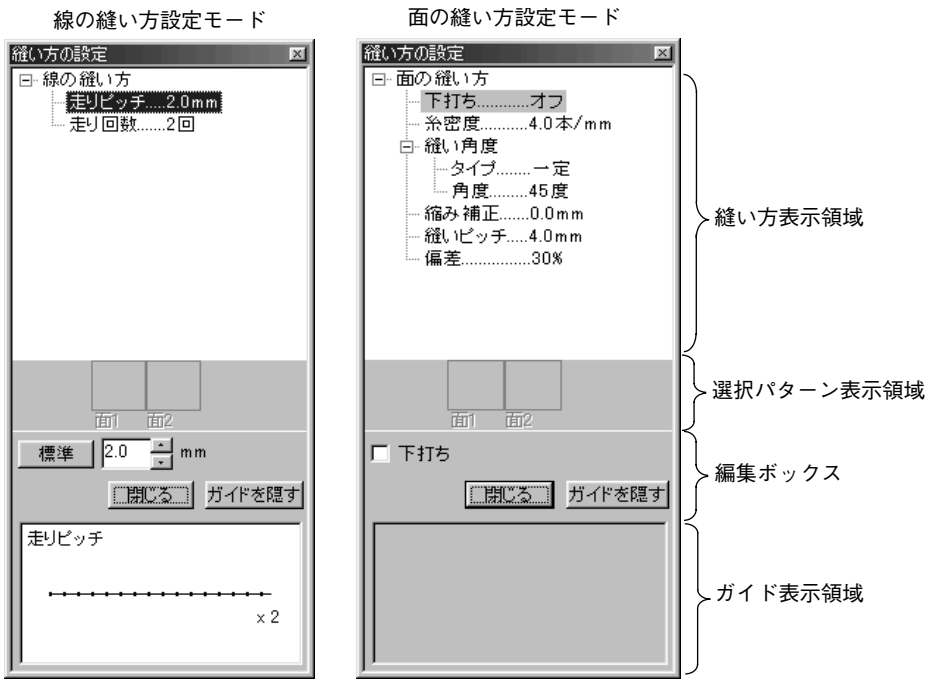 線の縫い方設定モード
縫い方の設定
線の縫い方
走りピッチ.....2.0mm
走り回数.......2回
面1 面2
標準 2.0 mm
閉じる ガイドを隠す
走りピッチ
x 2
面の縫い方設定モード
縫い方の設定
面の縫い方
下打ち............オフ
糸密度..........4.0本/mm
縫い角度
タイプ........一定
角度........45度
縮み補正.......0.0mm
縫いピッチ.....4.0mm
偏差...............30%
面1 面2
下打ち
閉じる ガイドを隠す
縫い方表示領域
選択パターン表示領域
編集ボックス
ガイド表示領域